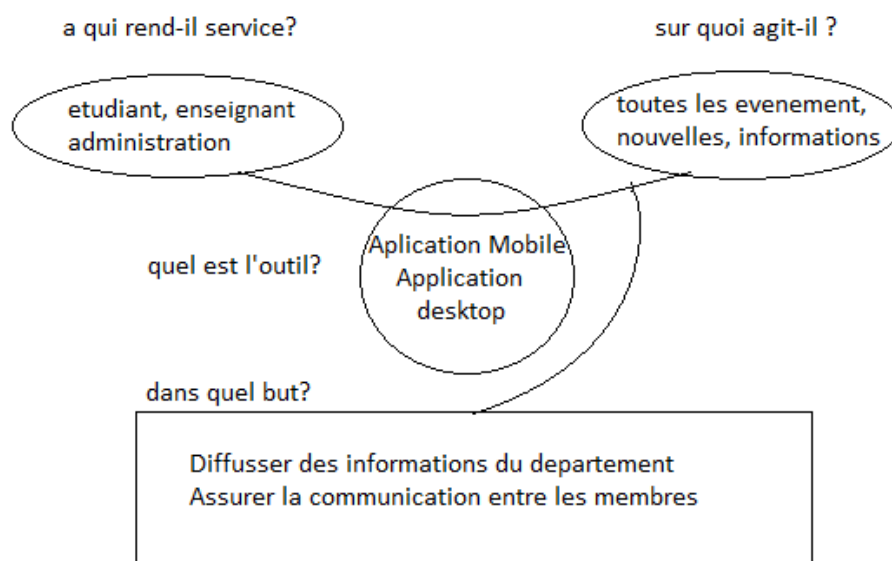 a qui rend-il service?
sur quoi agit-il ?
etudiant, enseignant
administration
toutes les evenement,
nouvelles, informations
quel est l'outil?
Aplication Mobile
Application
desktop
dans quel but?
Diffusser des informations du departement
Assurer la communication entre les membres